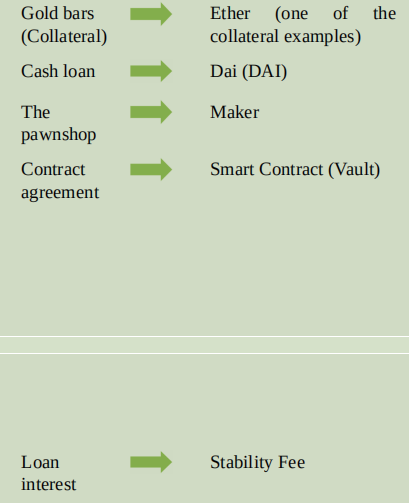 Gold bars Ether (one of the
(Collateral) collateral examples)
Cash loan Dai (DAI)
The Maker
pawnshop
Contract Smart Contract (Vault)
agreement
Loan Stability Fee
interest